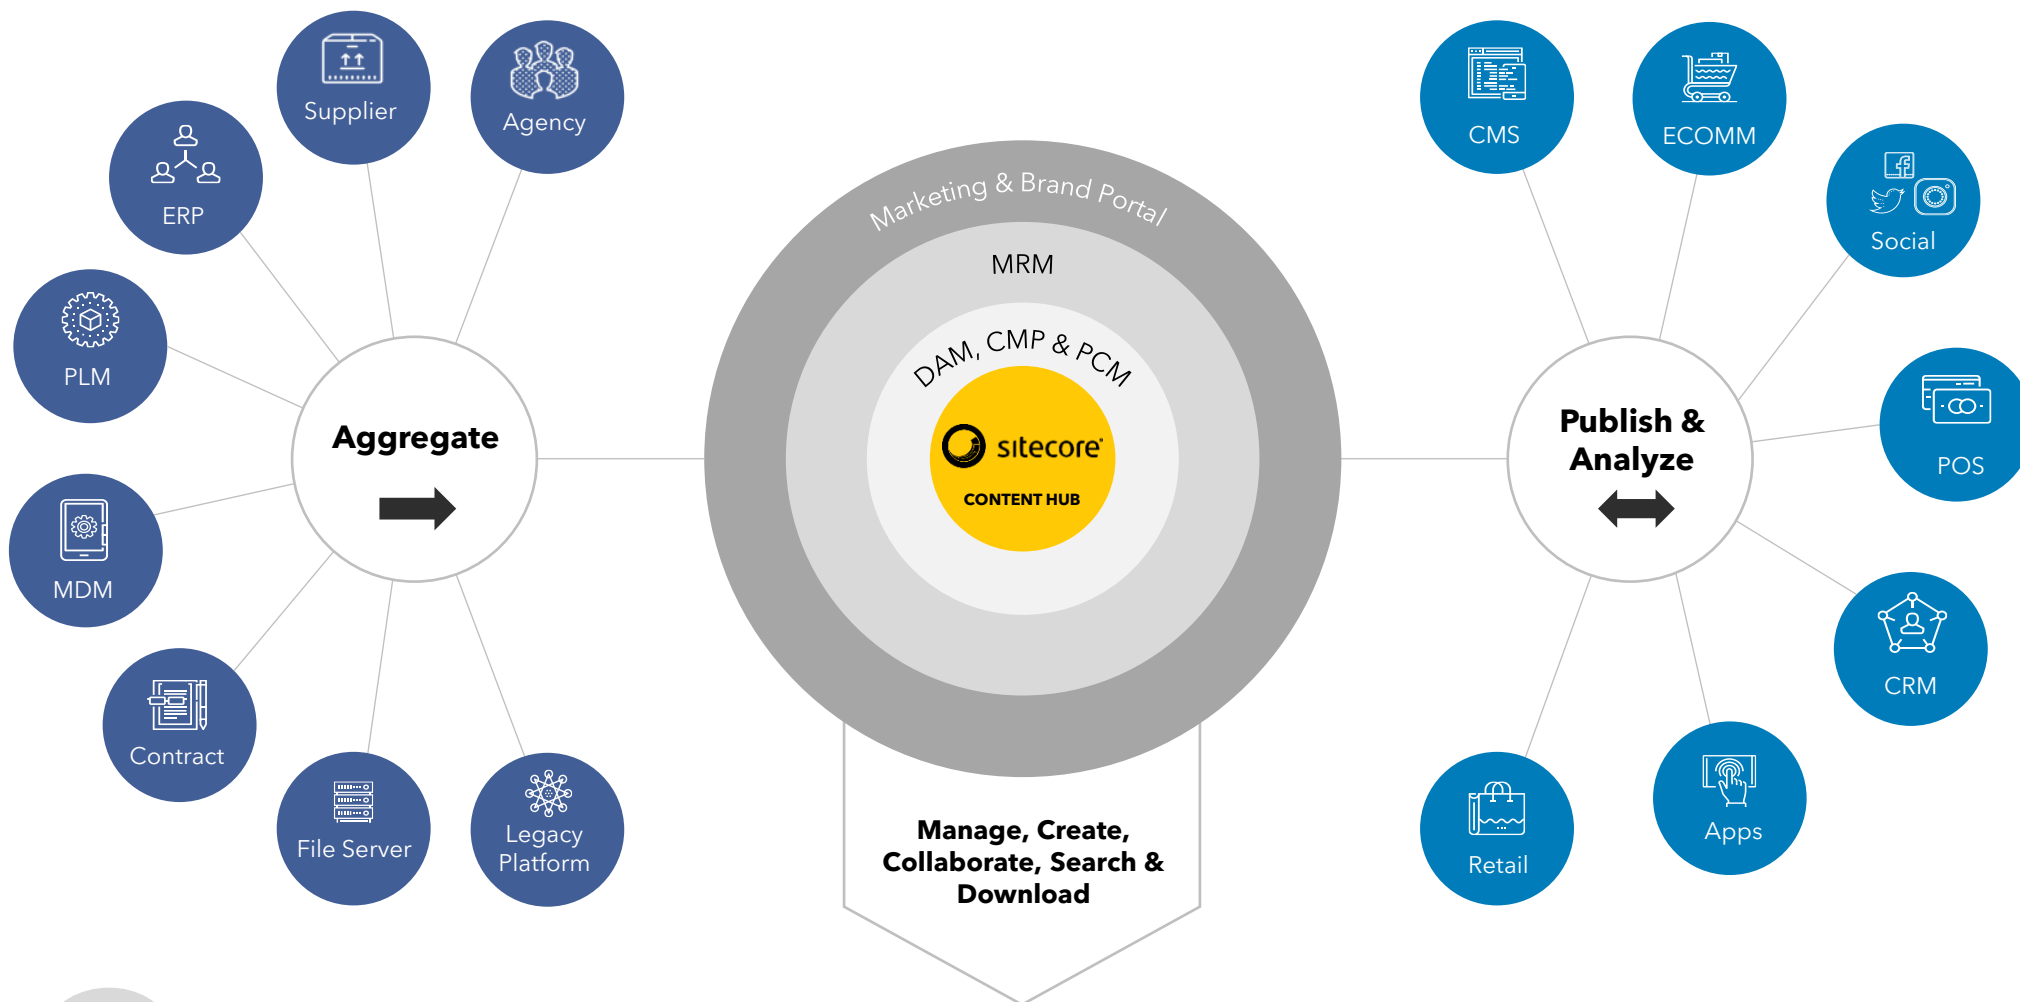 Supplier
Agency
ERP
PLM
MDM
Contract
File Server
Legacy
Platform
Aggregate
Marketing & Brand Portal
MRM
DAM, CMP & PCM
sitecore
CONTENT HUB
Manage, Create,
Collaborate, Search &
Download
Publish &
Analyze
CMS
ECOMM
Social
POS
CRM
Apps
Retail